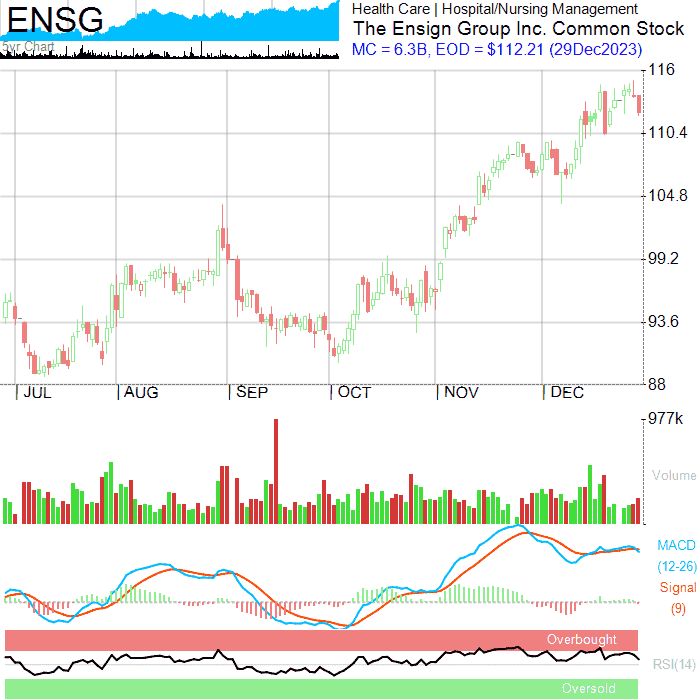 ENSG
5yr Chart
Health Care | Hospital/Nursing Management
The Ensign Group Inc. Common Stock
MC = 6.3B, EOD = $112.21 (29Dec2023)
116
110.4
104.8
99.2
93.6
88
JUL AUG SEP OCT NOV DEC
977k
Volume
MACD
(12-26)
Signal
(9)
Overbought
RSI(14)
Oversold